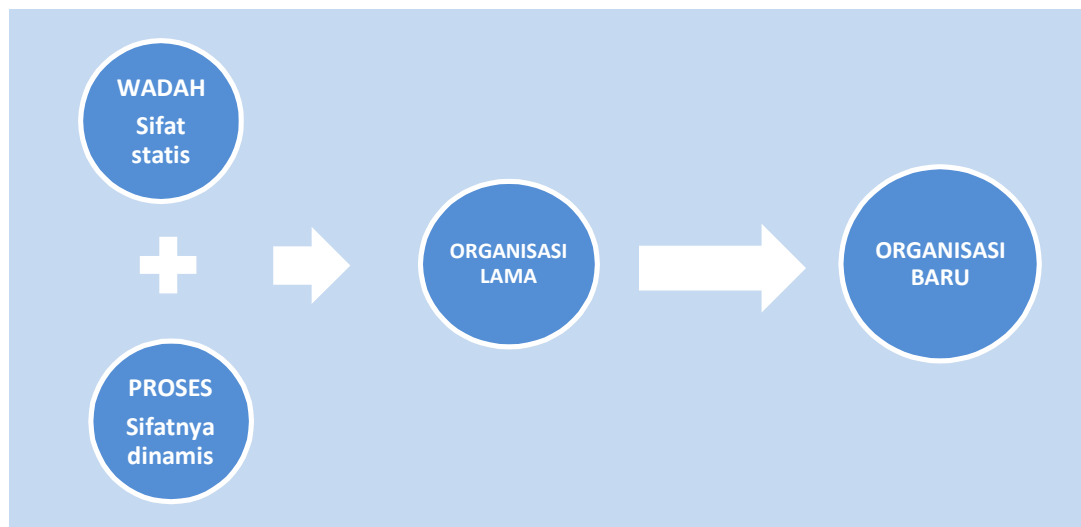 WADAH
Sifat
statis
PROSES
Sifatnya
dinamis
ORGANISASI
LAMA
ORGANISASI
BARU